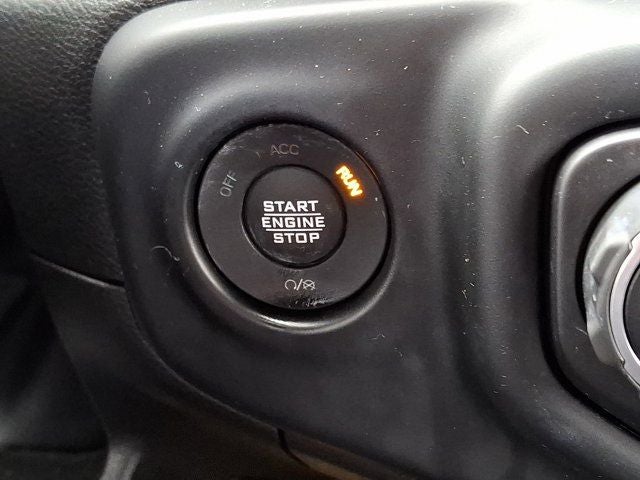 ACC
OFF
RUN
START
ENGINE
STOP